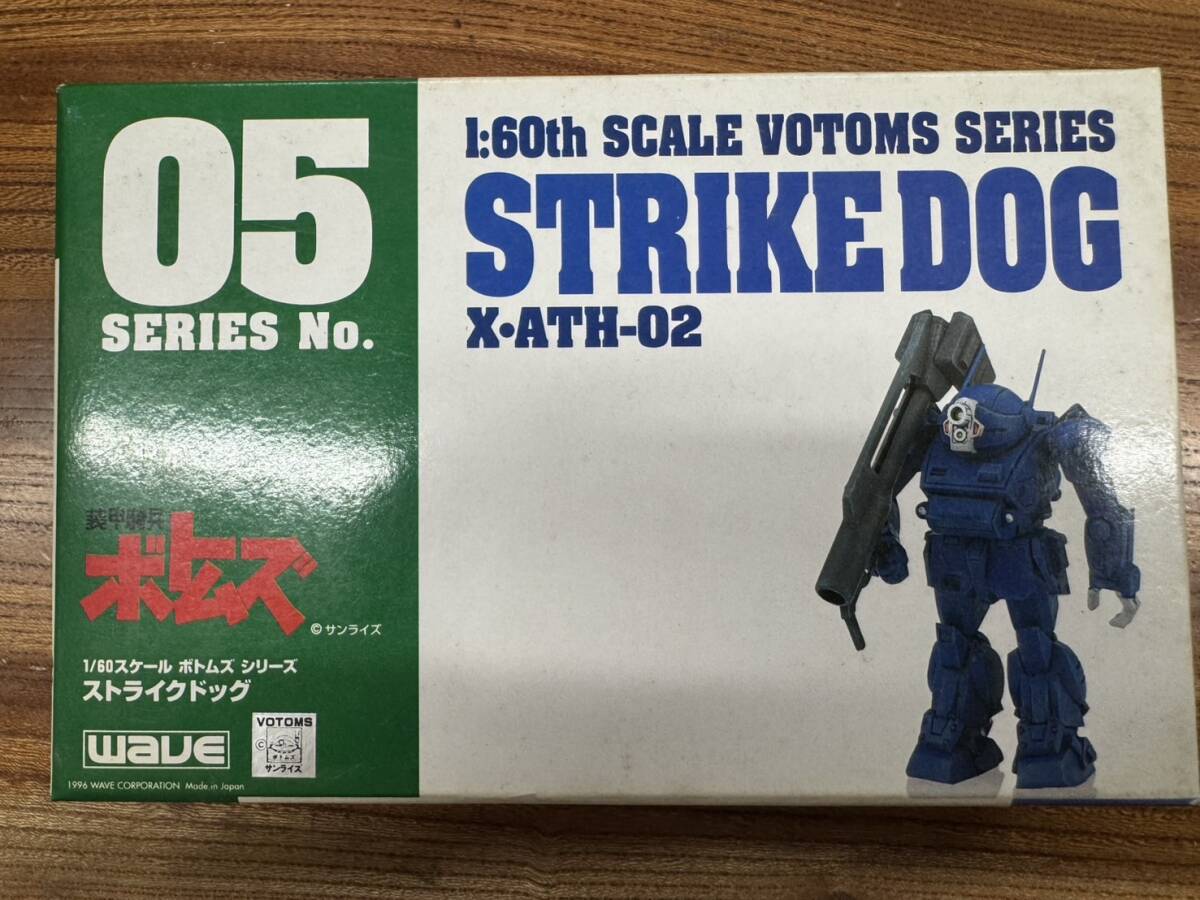 05
SERIES No.
装甲騎兵
ボトムズ
©サンライズ
1/60スケール ボトムズ シリーズ
ストライクドッグ
wave
VOTOMS
©
ボトムズ
サンライズ
1996 WAVE CORPORATION Made in Japan
1:60th SCALE VOTOMS SERIES
STRIKE DOG
X•ATH-02